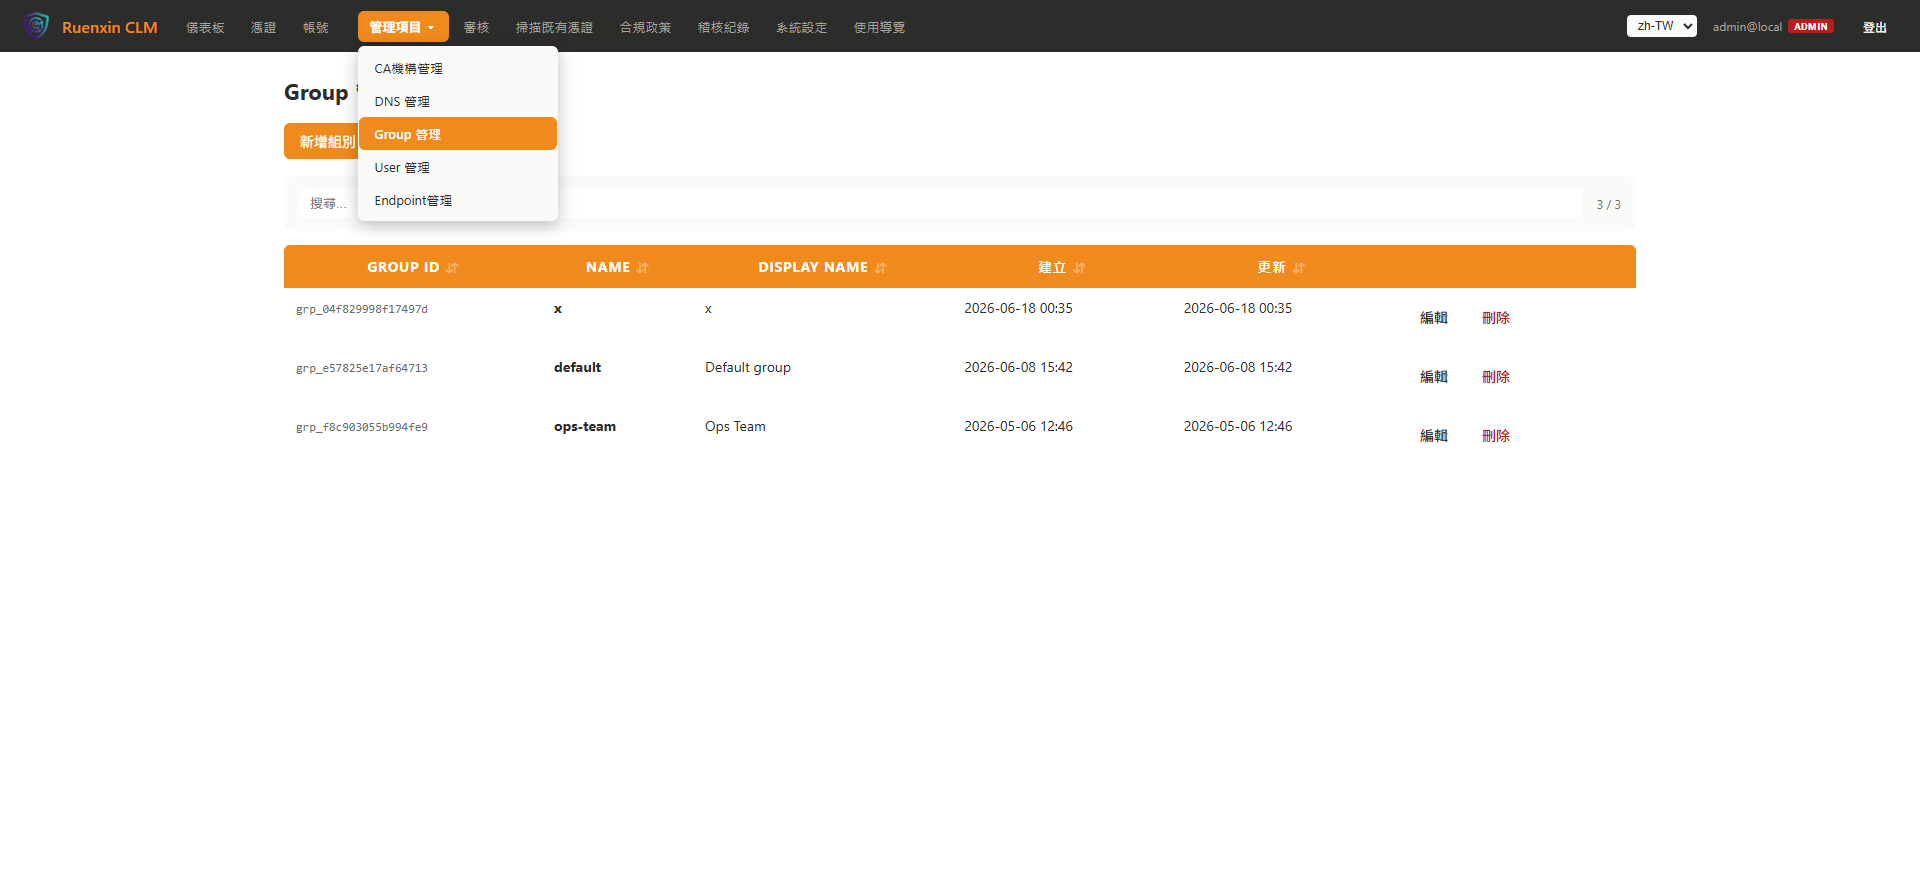 Ruenxin CLM 儀表板 憑證 帳號 管理項目 審核 掃描既有憑證 合規政策 稽核紀錄 系統設定 使用導覽 zh-TW admin@local ADMIN 登出
CA機構管理
DNS 管理
Group 管理
User 管理
Endpoint管理
Group
新增組別
搜尋... 3 / 3
GROUP ID NAME DISPLAY NAME 建立 更新
grp_04f829998f17497d x x 2026-06-18 00:35 2026-06-18 00:35 編輯 刪除
grp_e57825e17af64713 default Default group 2026-06-08 15:42 2026-06-08 15:42 編輯 刪除
grp_f8c903055b994fe9 ops-team Ops Team 2026-05-06 12:46 2026-05-06 12:46 編輯 刪除